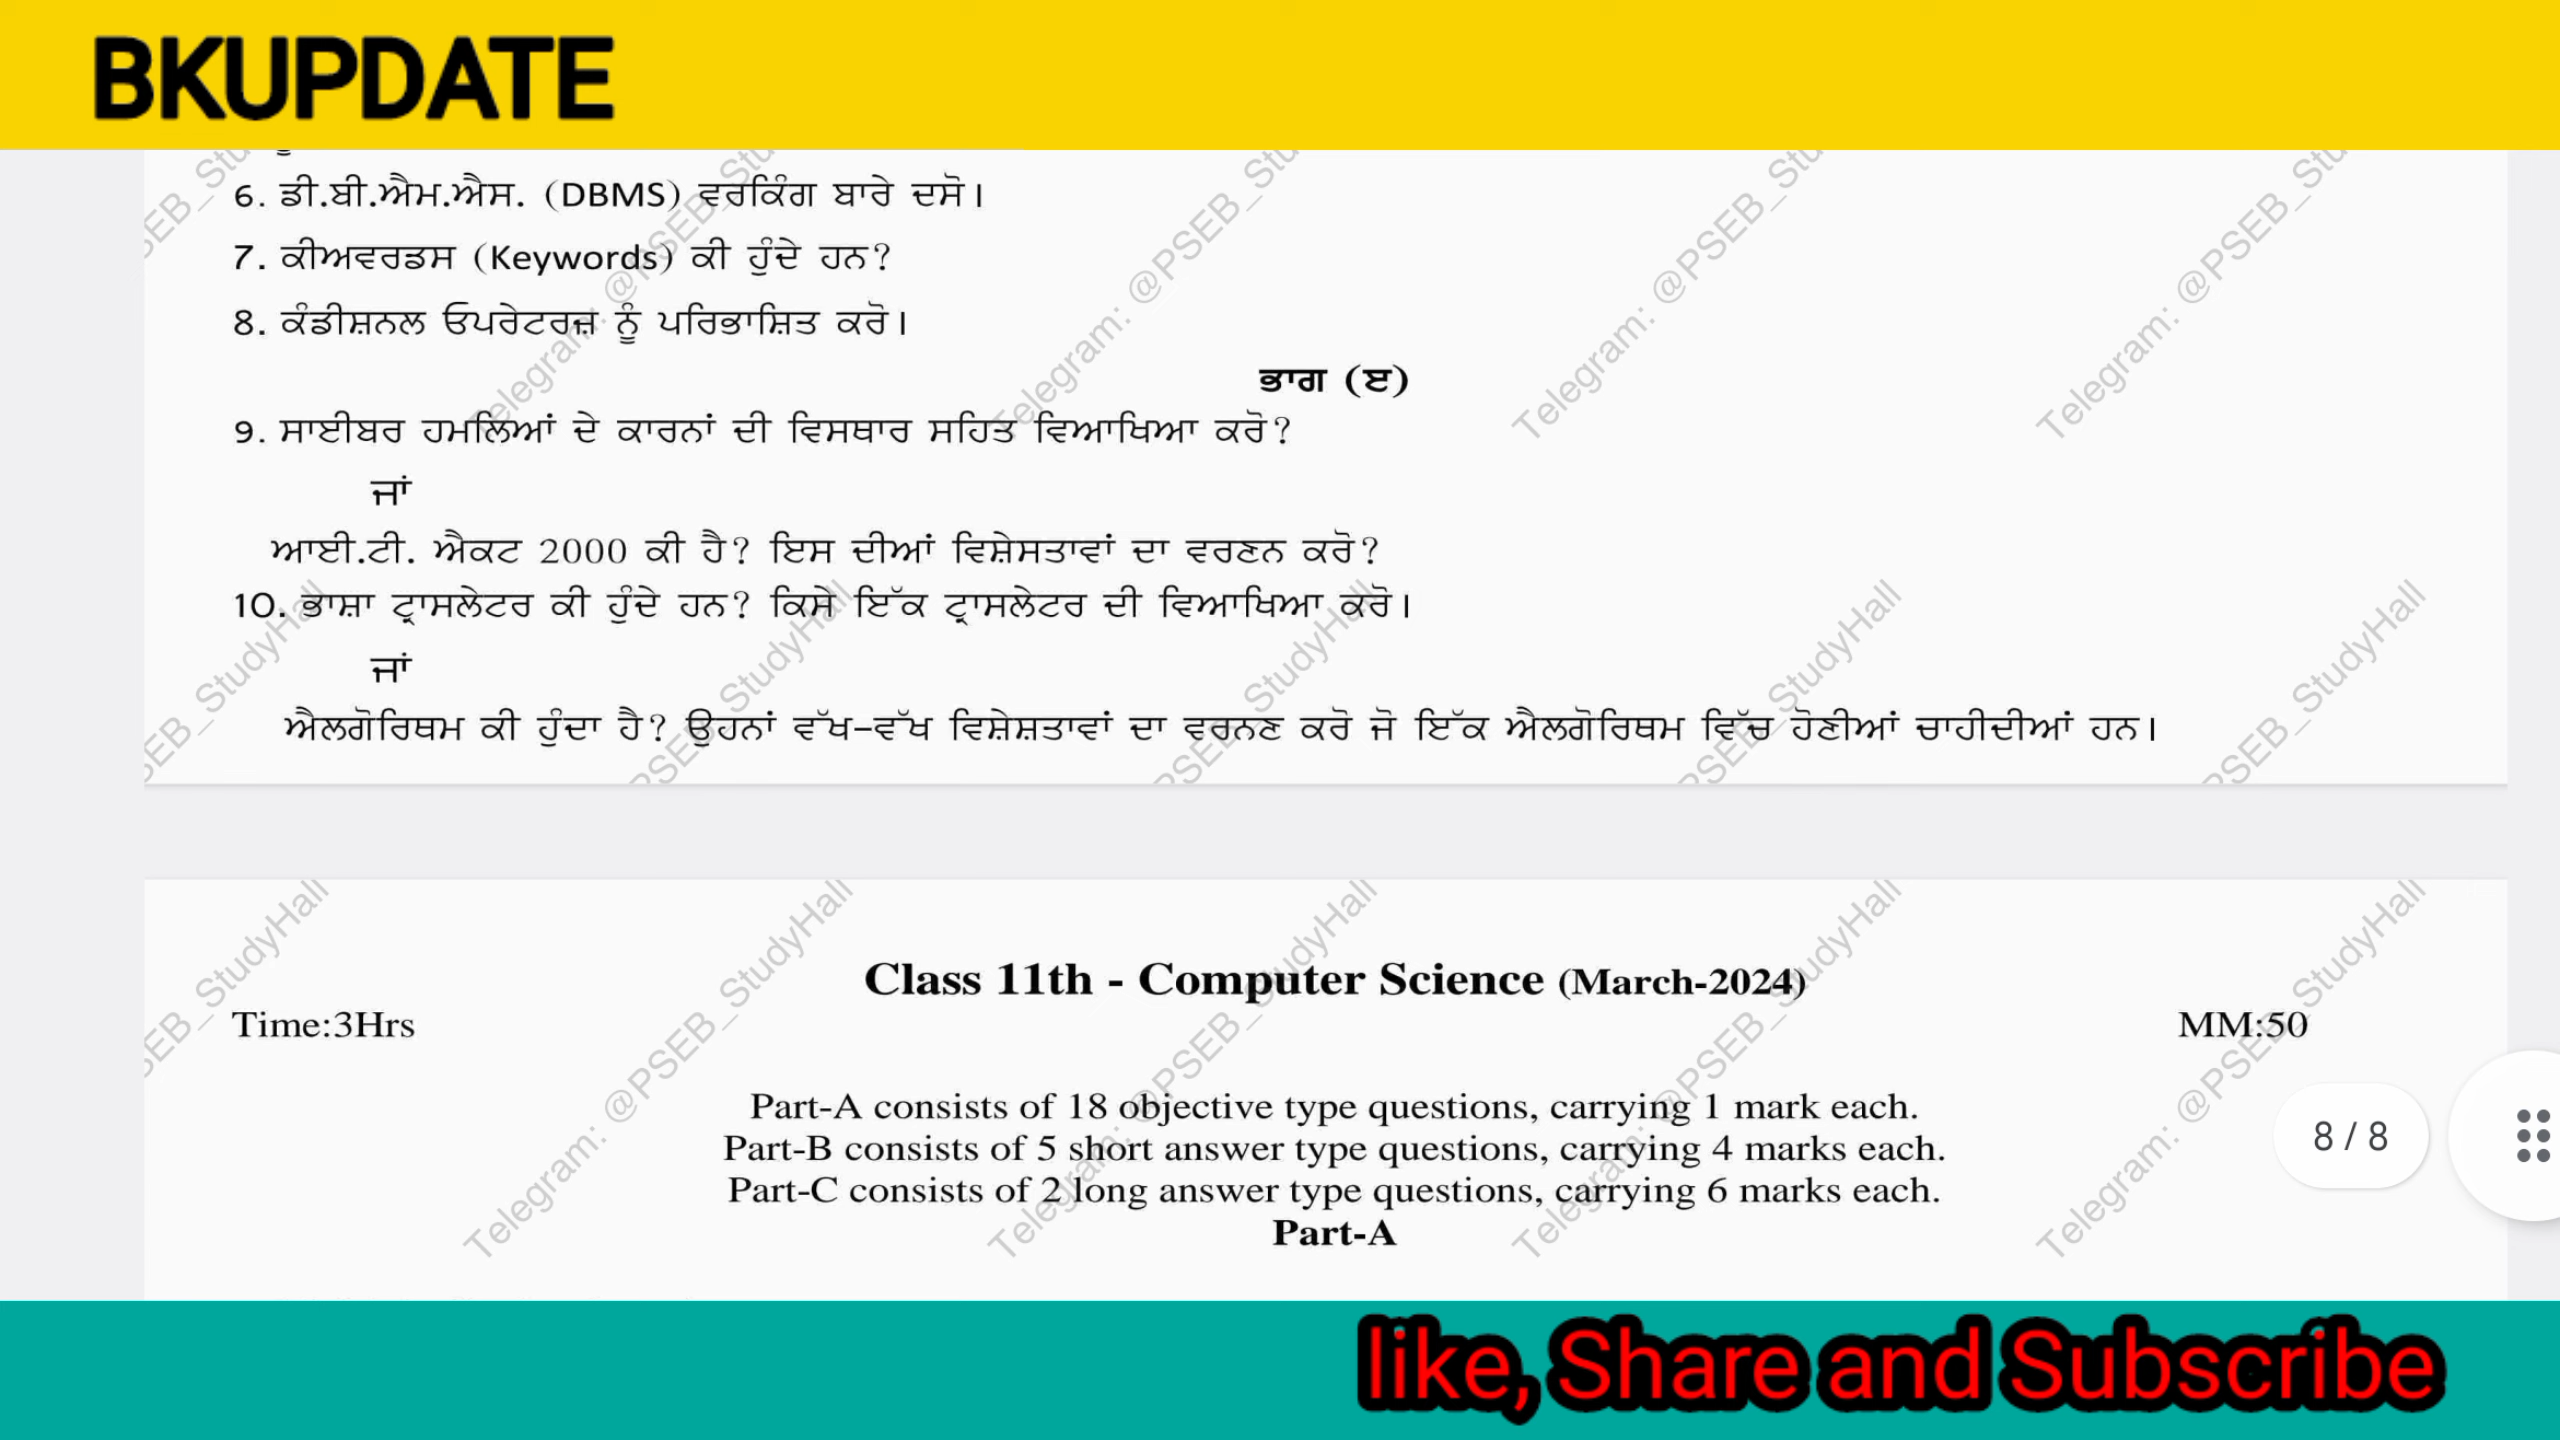 BKUPDATE
6. ਡੀ.ਬੀ.ਐਮ.ਐਸ. (DBMS) ਵਰਕਿੰਗ ਬਾਰੇ ਦਸੋ।
7. ਕੀਅਵਰਡਸ (Keywords) ਕੀ ਹੁੰਦੇ ਹਨ?
8. ਕੰਡੀਸ਼ਨਲ ਓਪਰੇਟਰਜ਼ ਨੂੰ ਪਰਿਭਾਸ਼ਿਤ ਕਰੋ।
ਭਾਗ (ੲ)
9. ਸਾਈਬਰ ਹਮਲਿਆਂ ਦੇ ਕਾਰਨਾਂ ਦੀ ਵਿਸਥਾਰ ਸਹਿਤ ਵਿਆਖਿਆ ਕਰੋ?
ਜਾਂ
ਆਈ.ਟੀ. ਐਕਟ 2000 ਕੀ ਹੈ? ਇਸ ਦੀਆਂ ਵਿਸ਼ੇਸਤਾਵਾਂ ਦਾ ਵਰਣਨ ਕਰੋ?
10. ਭਾਸ਼ਾ ਟ੍ਰਾਸਲੇਟਰ ਕੀ ਹੁੰਦੇ ਹਨ? ਕਿਸੇ ਇੱਕ ਟ੍ਰਾਸਲੇਟਰ ਦੀ ਵਿਆਖਿਆ ਕਰੋ।
ਜਾਂ
ਐਲਗੋਰਿਥਮ ਕੀ ਹੁੰਦਾ ਹੈ? ਉਹਨਾਂ ਵੱਖ-ਵੱਖ ਵਿਸ਼ੇਸ਼ਤਾਵਾਂ ਦਾ ਵਰਨਣ ਕਰੋ ਜੋ ਇੱਕ ਐਲਗੋਰਿਥਮ ਵਿੱਚ ਹੋਣੀਆਂ ਚਾਹੀਦੀਆਂ ਹਨ।
Class 11th - Computer Science (March-2024)
Time:3Hrs MM:50
Part-A consists of 18 objective type questions, carrying 1 mark each.
Part-B consists of 5 short answer type questions, carrying 4 marks each.
8 / 8
Part-C consists of 2 long answer type questions, carrying 6 marks each.
Part-A
Telegram: @PSEB_StudyHall
like, Share and Subscribe